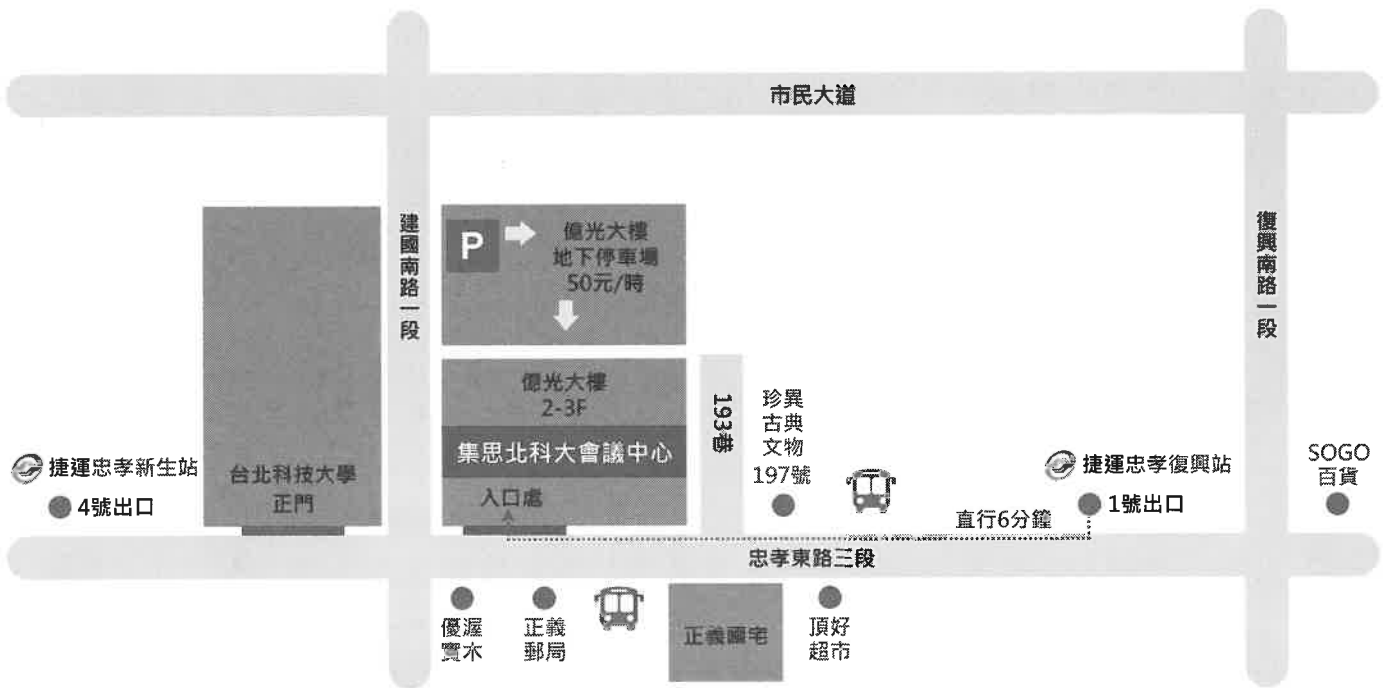 市民大道
建國南路一段
復興南路一段
P
億光大樓
地下停車場
50元/時
億光大樓
2-3F
集思北科大會議中心
入口處
193巷
珍異
古典
文物
197號
捷運忠孝新生站
4號出口
台北科技大學
正門
捷運忠孝復興站
1號出口
SOGO
百貨
直行6分鐘
忠孝東路三段
優渥
實木
正義
郵局
正義國宅
頂好
超市